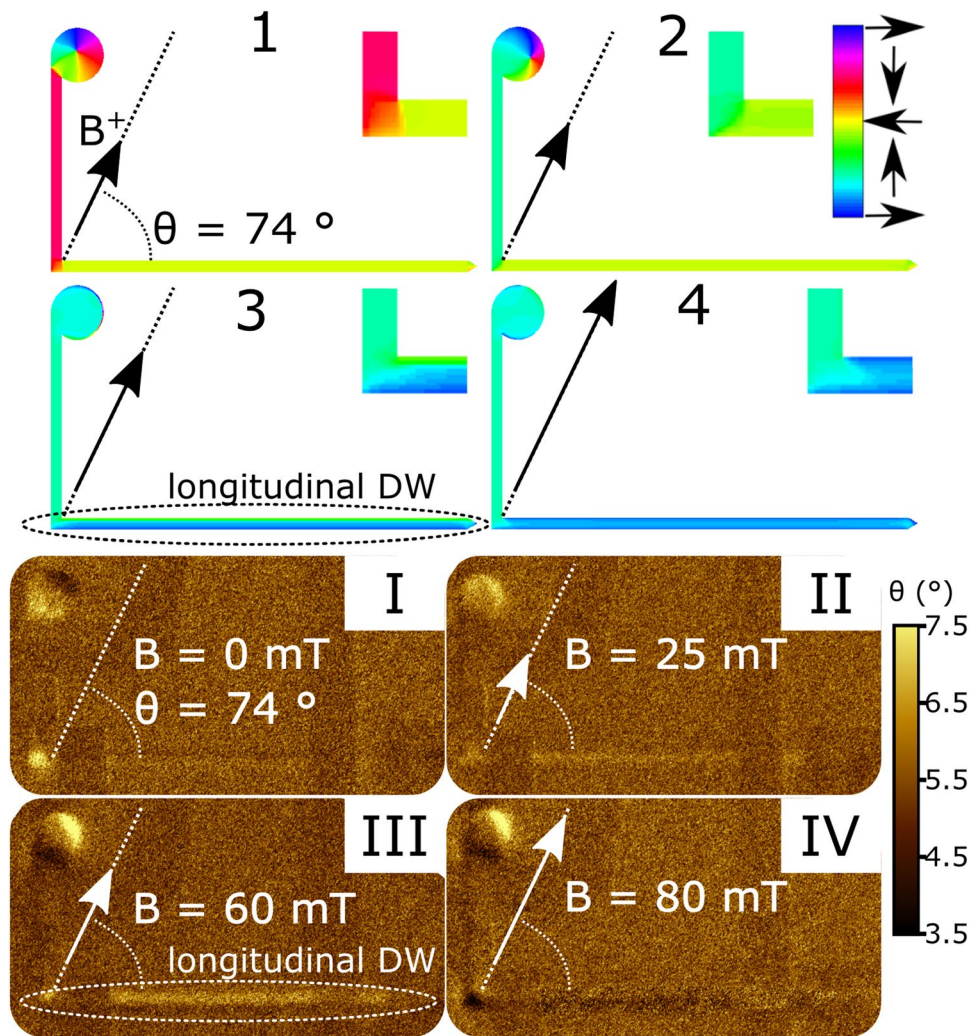 1
2
B+
θ = 74 °
3
4
longitudinal DW
I
II
θ (°)
B = 0 mT
θ = 74 °
B = 25 mT
7.5
6.5
5.5
4.5
3.5
III
IV
B = 60 mT
B = 80 mT
longitudinal DW